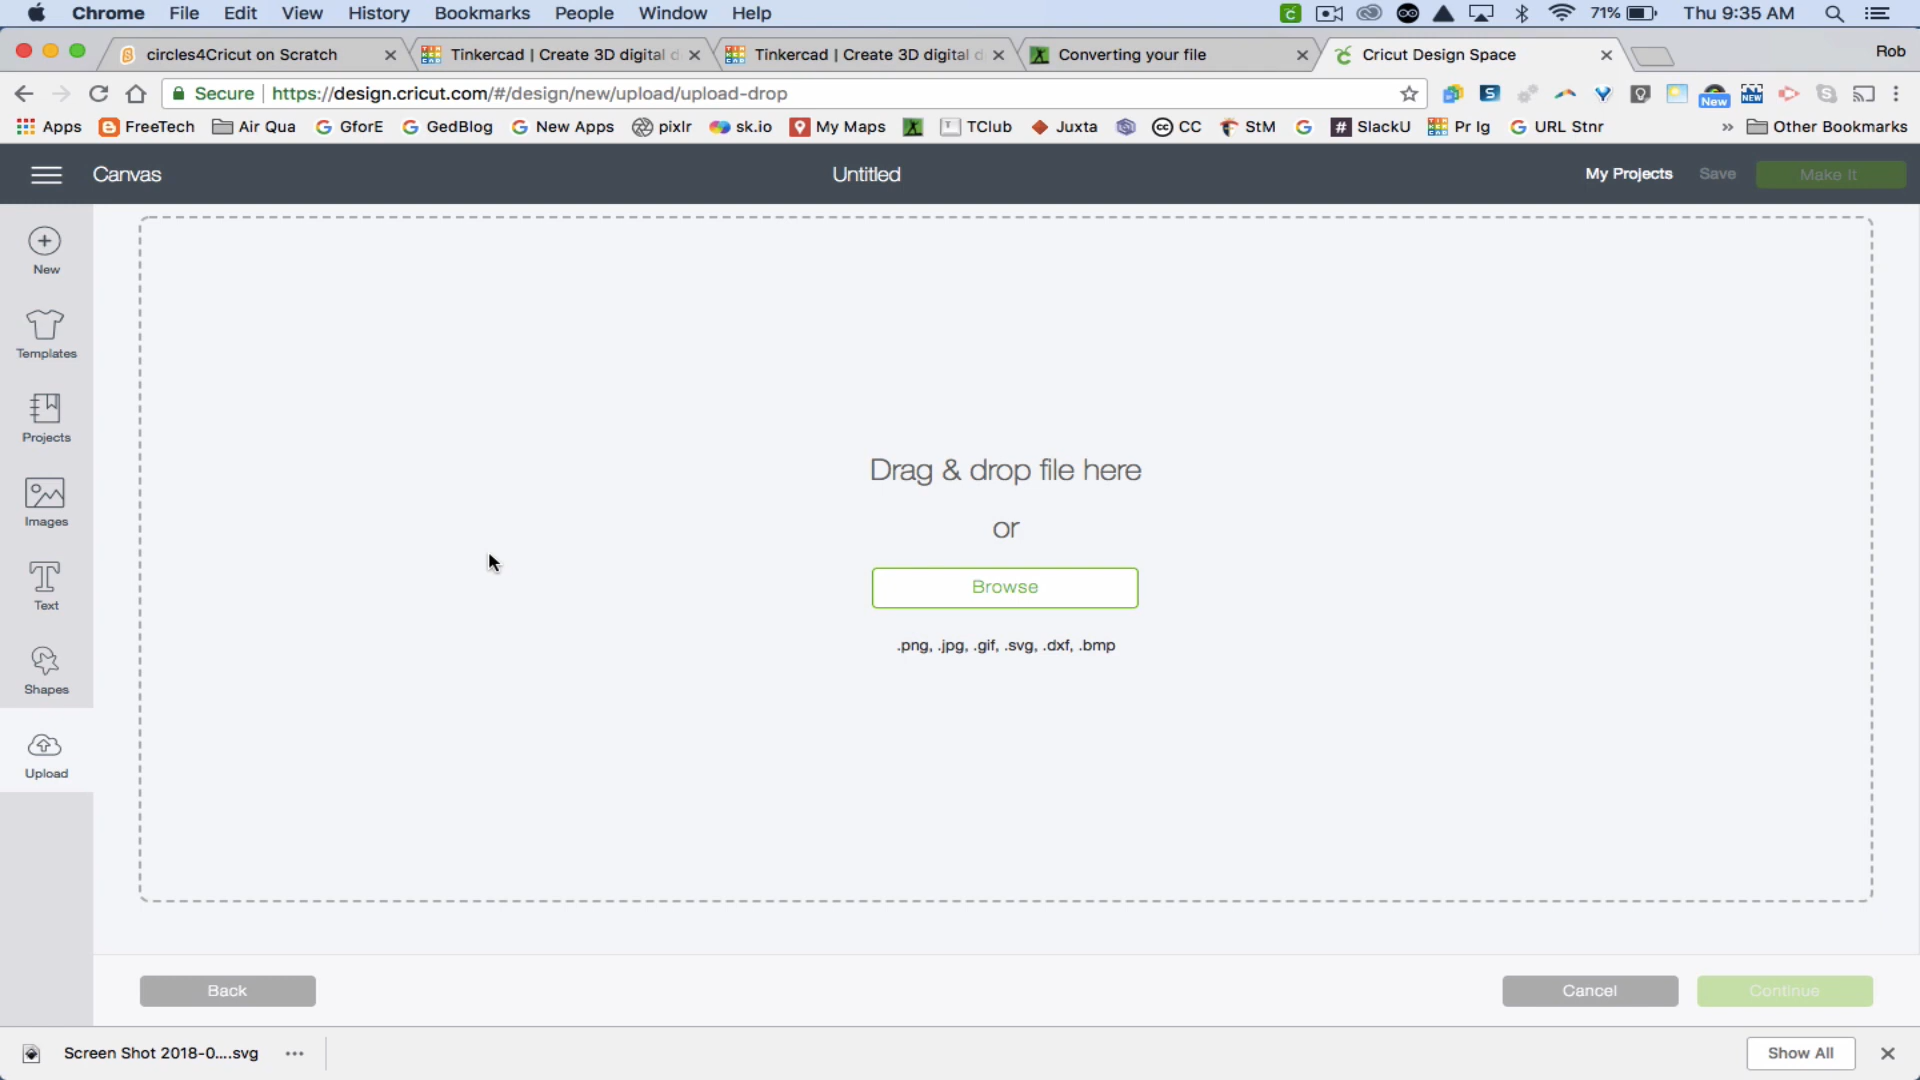 Chrome File Edit View History Bookmarks People Window Help 71% Thu 9:35 AM
circles4Cricut on Scratch Tinkercad | Create 3D digital d Tinkercad | Create 3D digital d Converting your file Cricut Design Space Rob
Secure https://design.cricut.com/#/design/new/upload/upload-drop
Apps FreeTech Air Qua GforE GedBlog New Apps pixlr sk.io My Maps TClub Juxta CC StM SlackU Pr Ig URL Stnr » Other Bookmarks
Canvas Untitled My Projects Save Make It
New
Templates
Projects
Images
Text
Shapes
Upload
Drag & drop file here
or
Browse
.png, .jpg, .gif, .svg, .dxf, .bmp
Back Cancel Continue
Screen Shot 2018-0....svg Show All